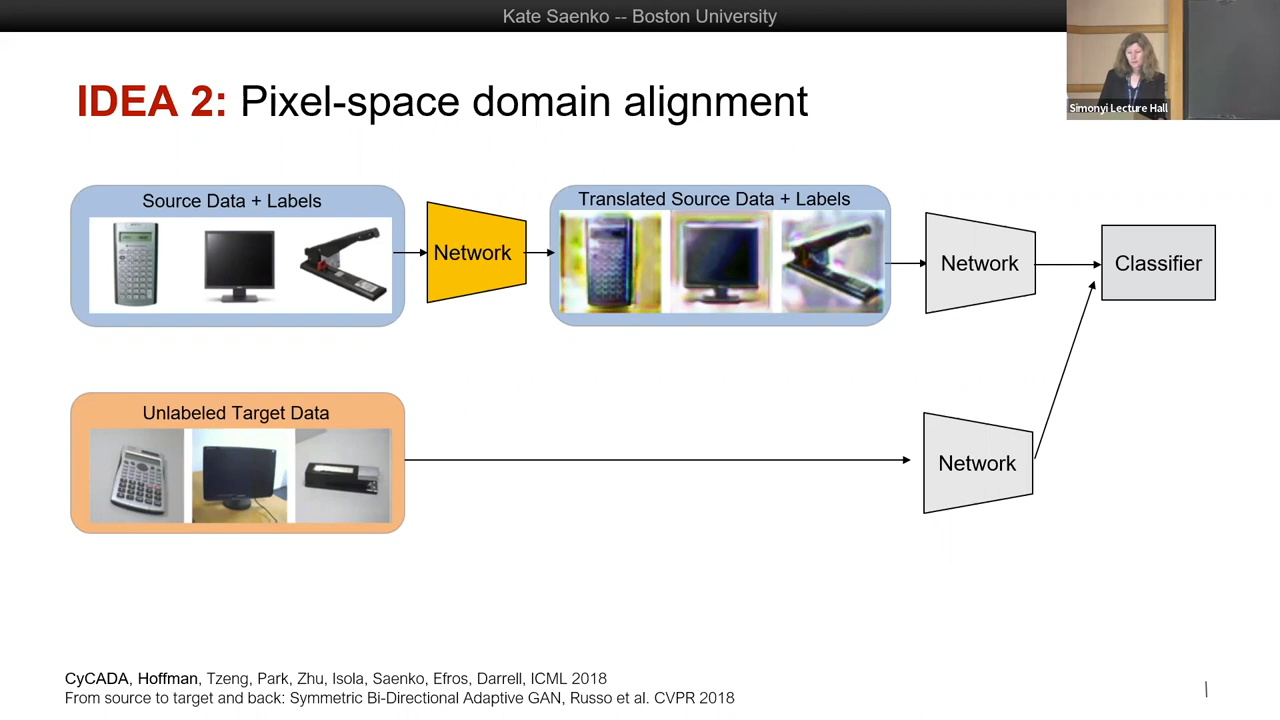 Kate Saenko -- Boston University
Simonyi Lecture Hall
IDEA 2: Pixel-space domain alignment
Source Data + Labels
Network
Translated Source Data + Labels
Network
Classifier
Unlabeled Target Data
Network
CyCADA, Hoffman, Tzeng, Park, Zhu, Isola, Saenko, Efros, Darrell, ICML 2018
From source to target and back: Symmetric Bi-Directional Adaptive GAN, Russo et al. CVPR 2018